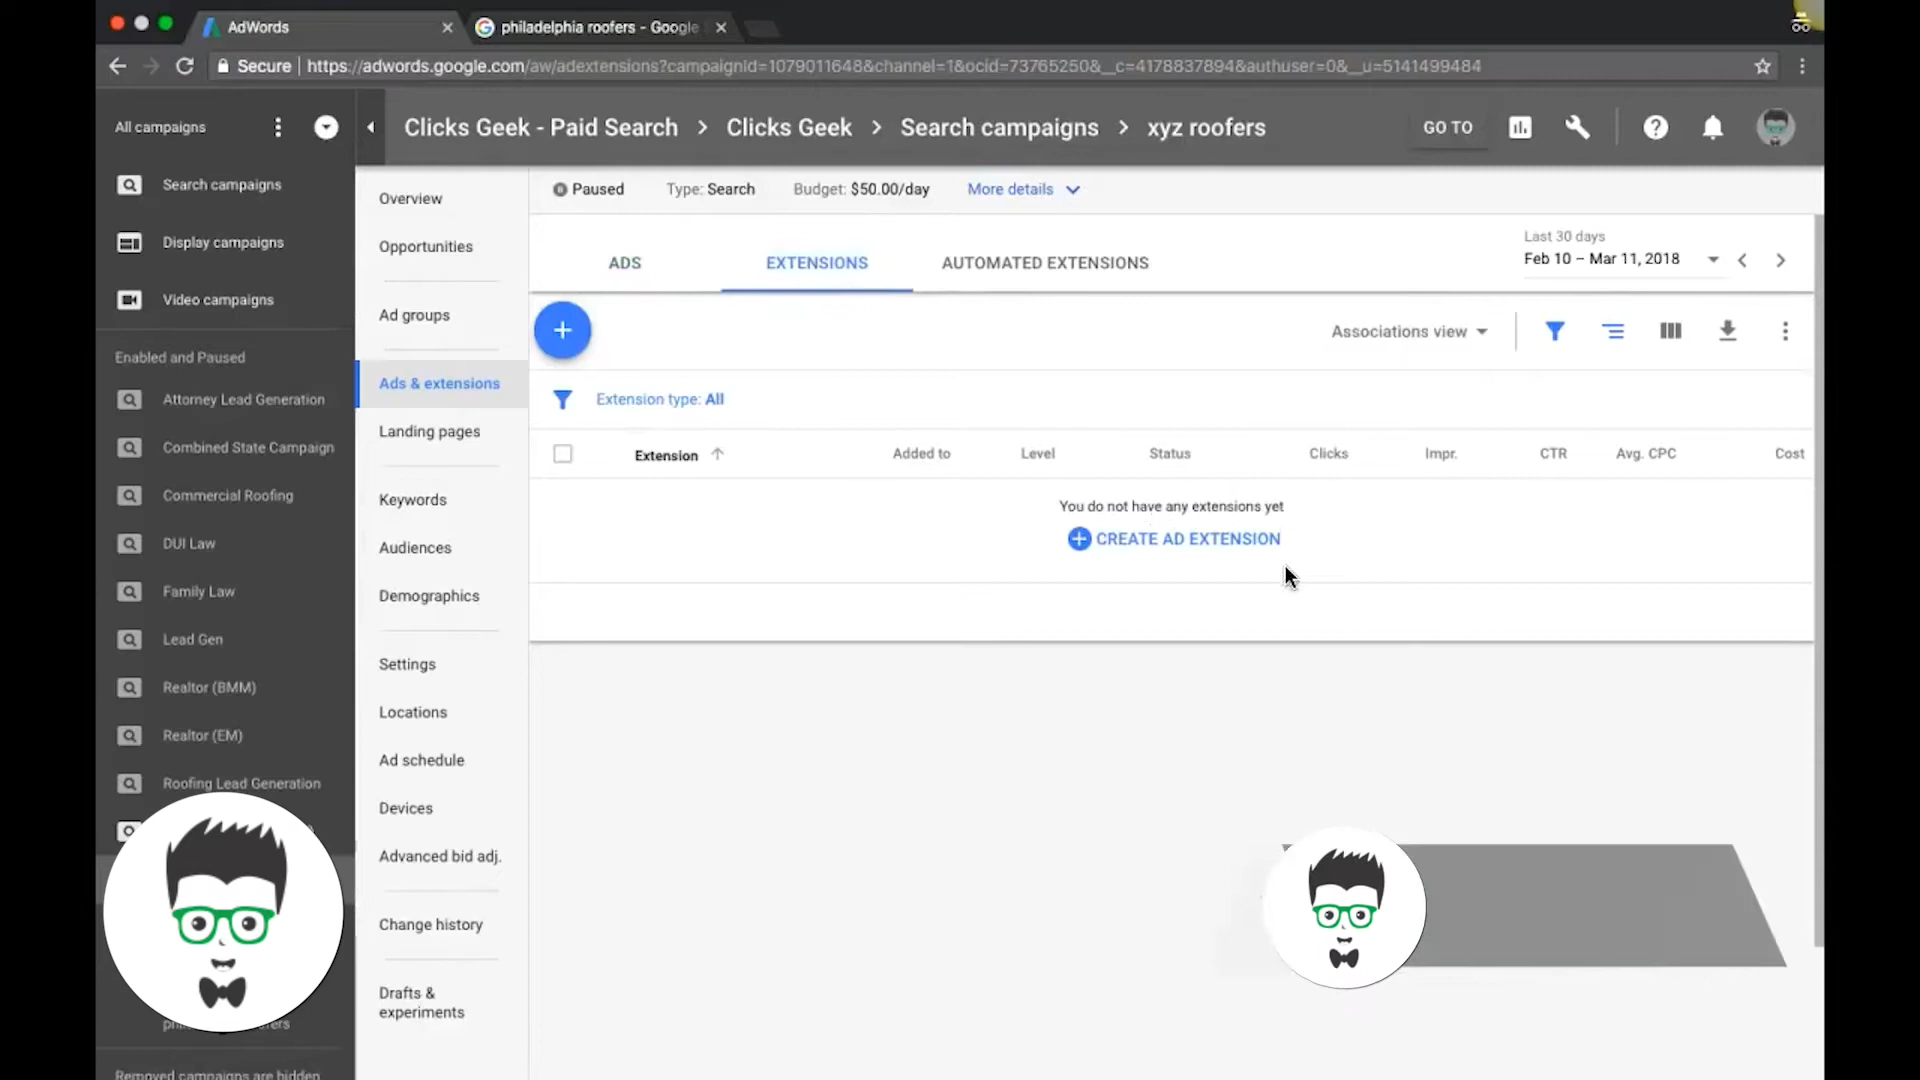 AdWords
philadelphia roofers - Google
Secure
https://adwords.google.com/aw/adextensions?campaignId=1079011648&channel=1&ocid=73765250&__c=4178837894&authuser=0&__u=5141499484
All campaigns
Clicks Geek - Paid Search > Clicks Geek > Search campaigns > xyz roofers
GO TO
Search campaigns
Display campaigns
Video campaigns
Enabled and Paused
Attorney Lead Generation
Combined State Campaign
Commercial Roofing
DUI Law
Family Law
Lead Gen
Realtor (BMM)
Realtor (EM)
Roofing Lead Generation
Removed campaigns are hidden
Overview
Opportunities
Ad groups
Ads & extensions
Landing pages
Keywords
Audiences
Demographics
Settings
Locations
Ad schedule
Devices
Advanced bid adj.
Change history
Drafts &
experiments
Paused Type: Search Budget: $50.00/day More details
ADS EXTENSIONS AUTOMATED EXTENSIONS
Last 30 days
Feb 10 – Mar 11, 2018
Associations view
Extension type: All
Extension Added to Level Status Clicks Impr. CTR Avg. CPC Cost
You do not have any extensions yet
CREATE AD EXTENSION